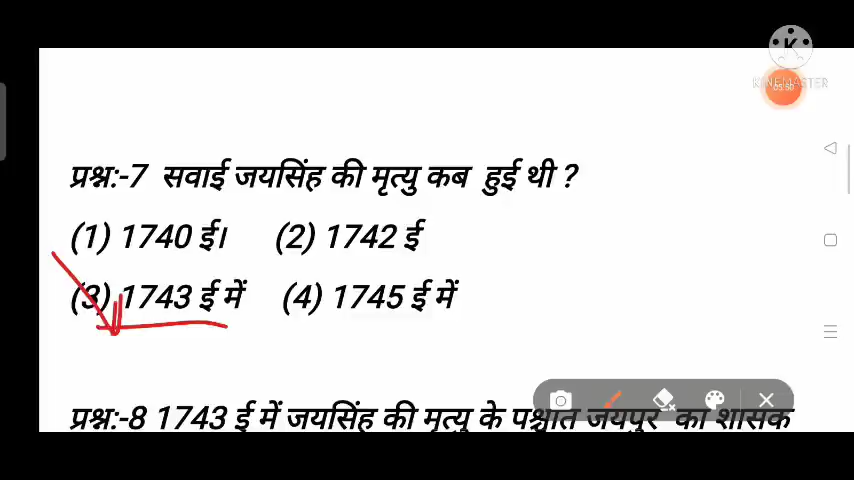 K
KINEMASTER
प्रश्न:-7 सवाई जयसिंह की मृत्यु कब हुई थी ?
(1) 1740 ई। (2) 1742 ई
(3) 1743 ई में (4) 1745 ई में
प्रश्न:-8 1743 ई में जयसिंह की मृत्यु के पश्चात जयपुर का शासक